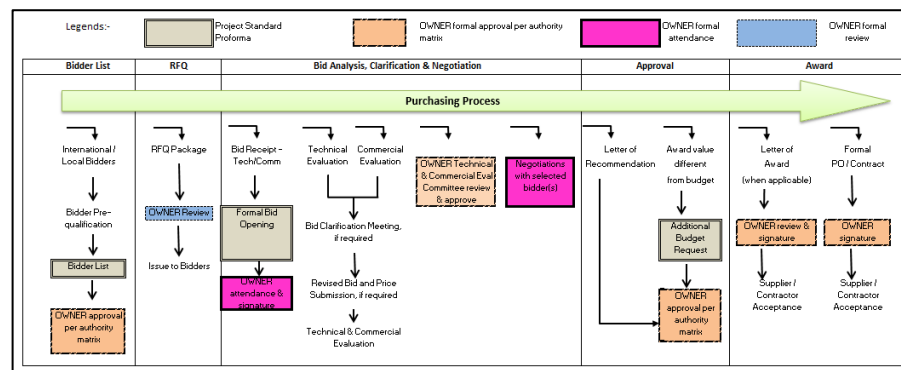 Legends:-
Project Standard
Proforma
OWNER formal approval per authority
matrix
OWNER formal
attendance
OWNER formal
review
Bidder List
RFQ
Bid Analysis, Clarification & Negotiation
Approval
Award
Purchasing Process
International /
Local Bidders
Bidder Pre-
qualification
Bidder List
OWNER approval
per authority
matrix
RFQ Package
OWNER Review
Issue to Bidders
Bid Receipt -
Tech/Comm
Formal Bid
Opening
OWNER
attendance &
signature
Technical
Evaluation
Commercial
Evaluation
Bid Clarification Meeting,
if required
Revised Bid and Price
Submission, if required
Technical & Commercial
Evaluation
OWNER Technical
& Commercial Eval
Committee review
& approve
Negotiations
with selected
bidder(s)
Letter of
Recommendation
Award value
different
from budget
Additional
Budget
Request
OWNER
approval per
authority
matrix
Letter of
Award
(when applicable)
OWNER review &
signature
Supplier /
Contractor
Acceptance
Formal
PO / Contract
OWNER
signature
Supplier /
Contractor
Acceptance